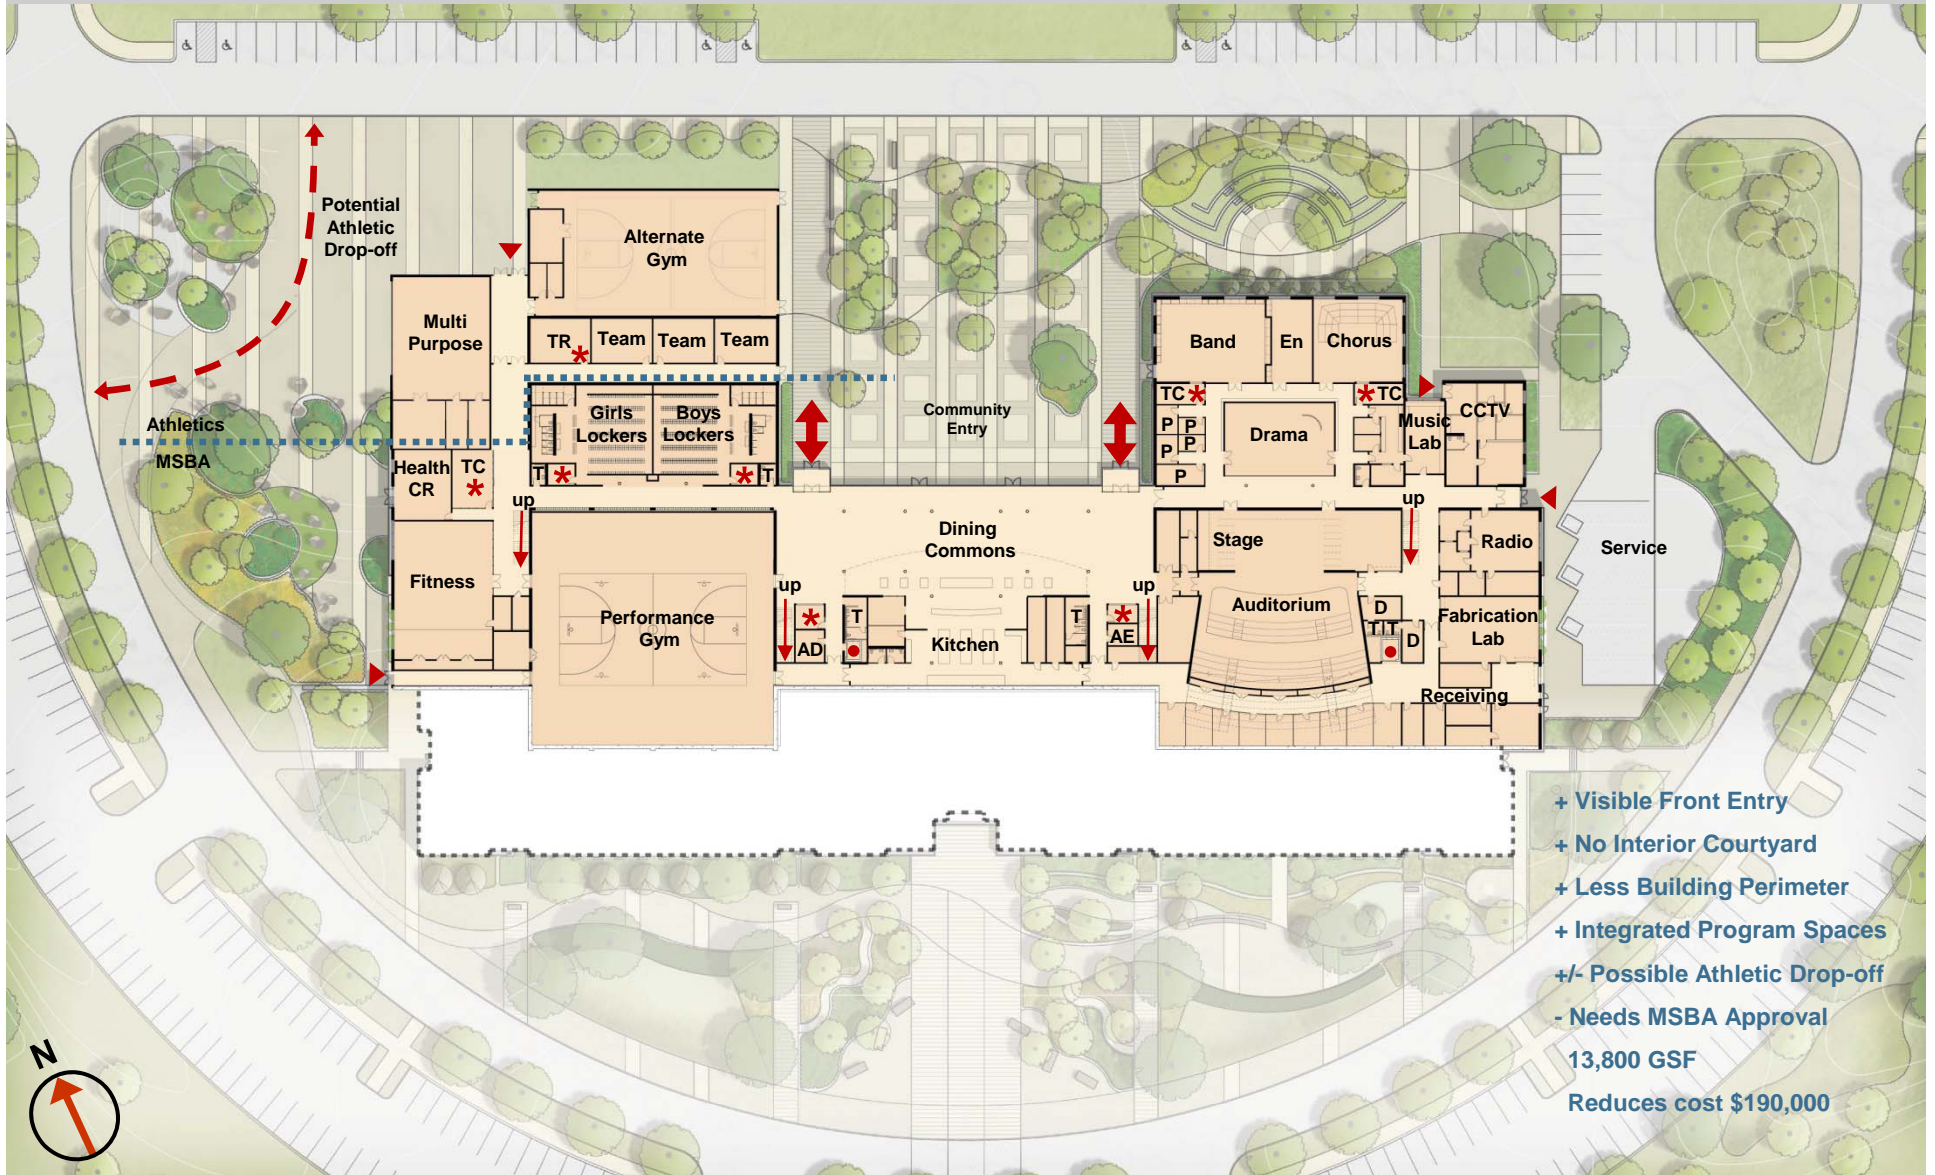 Potential
Athletic
Drop-off
Alternate
Gym
Multi
Purpose
TR
*
Team
Team
Team
Band
En
Chorus
Athletics
MSBA
Girls
Lockers
Boys
Lockers
Community
Entry
TC
*
*
TC
P
P
P
P
P
Drama
Music
Lab
CCTV
Health
CR
TC
*
T
*
*
T
up
up
Dining
Commons
Stage
Radio
Service
Fitness
Performance
Gym
up
up
*
AD
T
T
*
AE
Kitchen
Auditorium
D
T
T
D
Fabrication
Lab
Receiving
+ Visible Front Entry
+ No Interior Courtyard
+ Less Building Perimeter
+ Integrated Program Spaces
+/- Possible Athletic Drop-off
- Needs MSBA Approval
13,800 GSF
Reduces cost $190,000
N